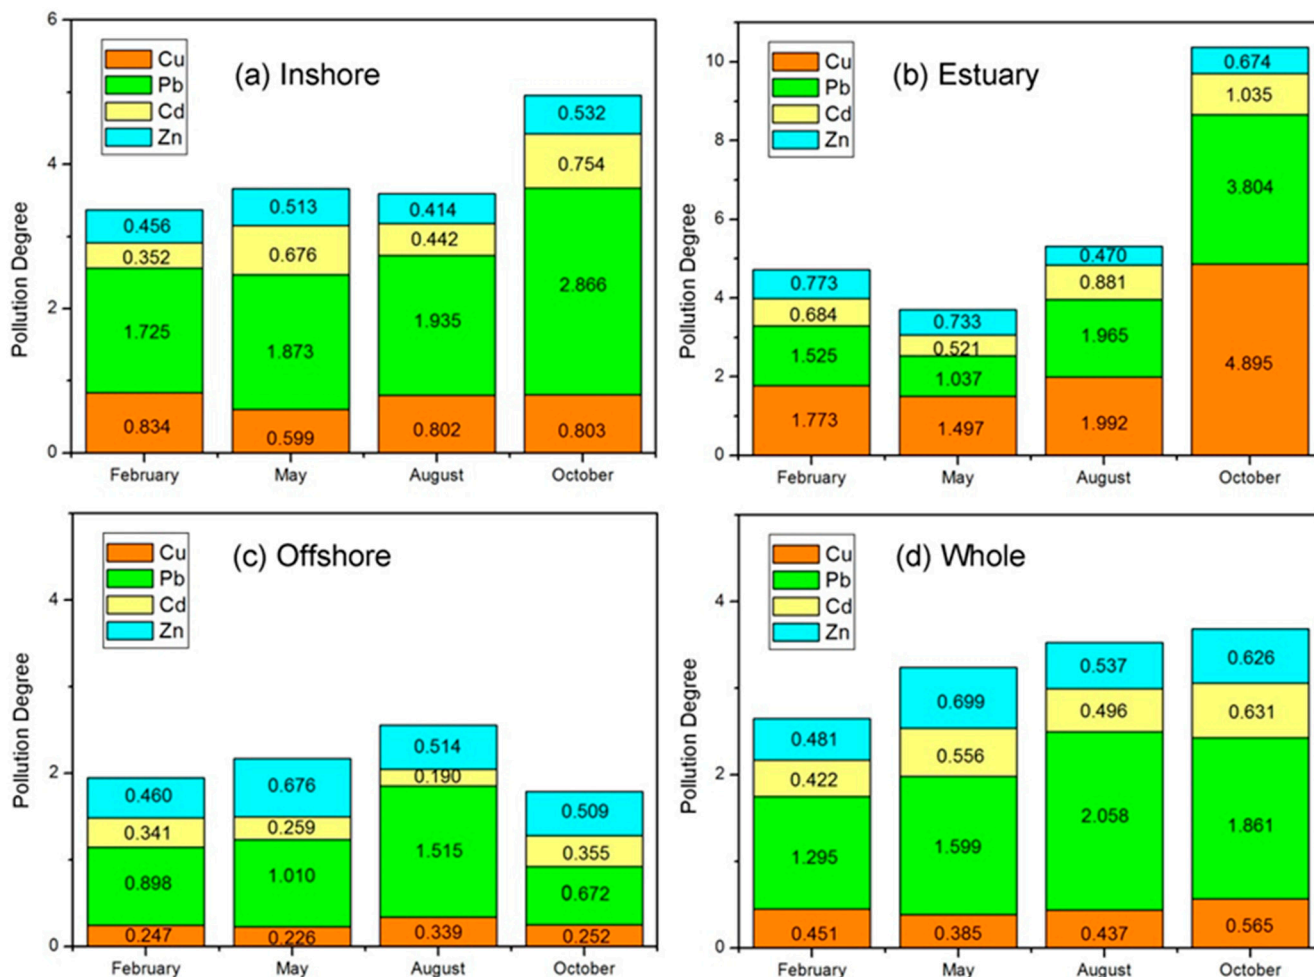 (a) Inshore
Cu
Pb
Cd
Zn
Pollution Degree
6
4
2
0
0.456
0.352
1.725
0.834
0.513
0.676
1.873
0.599
0.414
0.442
1.935
0.802
0.532
0.754
2.866
0.803
February May August October
(b) Estuary
Cu
Pb
Cd
Zn
Pollution Degree
10
8
6
4
2
0
0.773
0.684
1.525
1.773
0.733
0.521
1.037
1.497
0.470
0.881
1.965
1.992
0.674
1.035
3.804
4.895
February May August October
(c) Offshore
Cu
Pb
Cd
Zn
Pollution Degree
4
2
0
0.460
0.341
0.898
0.247
0.676
0.259
1.010
0.226
0.514
0.190
1.515
0.339
0.509
0.355
0.672
0.252
February May August October
(d) Whole
Cu
Pb
Cd
Zn
Pollution Degree
4
2
0
0.481
0.422
1.295
0.451
0.699
0.556
1.599
0.385
0.537
0.496
2.058
0.437
0.626
0.631
1.861
0.565
February May August October